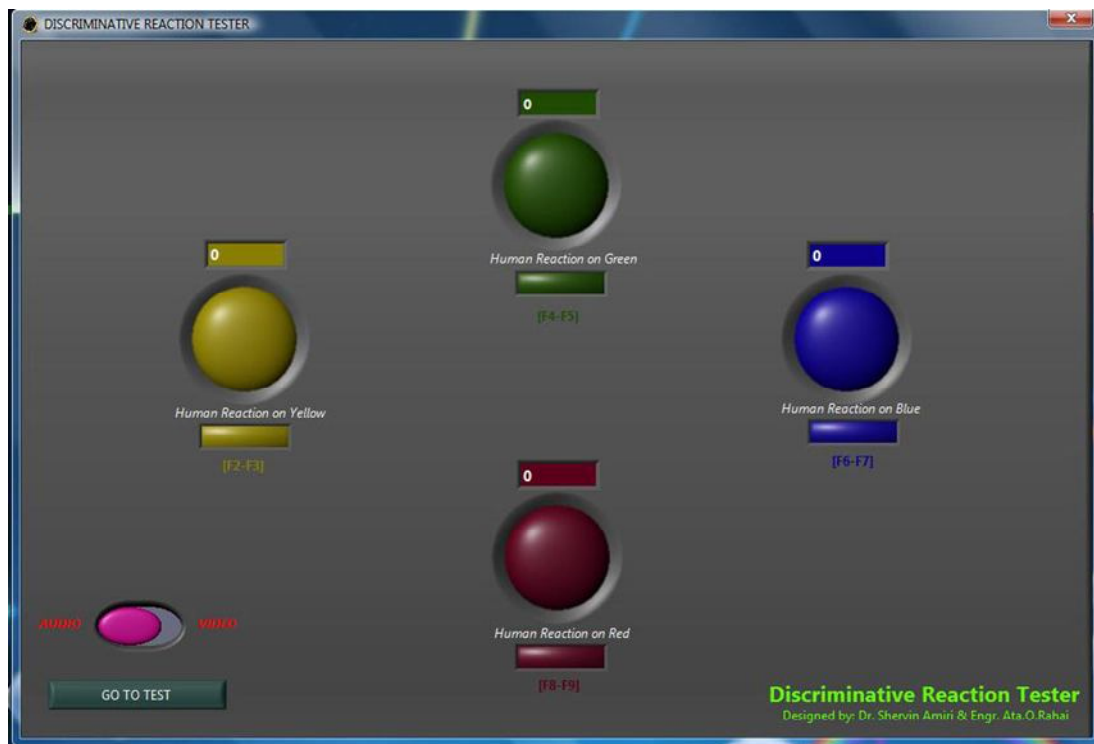 DISCRIMINATIVE REACTION TESTER
x
0
Human Reaction on Green
[F4-F5]
0
Human Reaction on Yellow
[F2-F3]
0
Human Reaction on Blue
[F6-F7]
0
Human Reaction on Red
[F8-F9]
AUDIO VIDEO
GO TO TEST
Discriminative Reaction Tester
Designed by: Dr. Shervin Amiri & Engr. Ata.O.Rahai